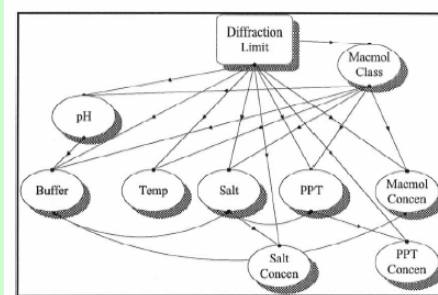 Diffraction
Limit
Macmol
Class
pH
Buffer
Temp
Salt
PPT
Macmol
Concen
Salt
Concen
PPT
Concen